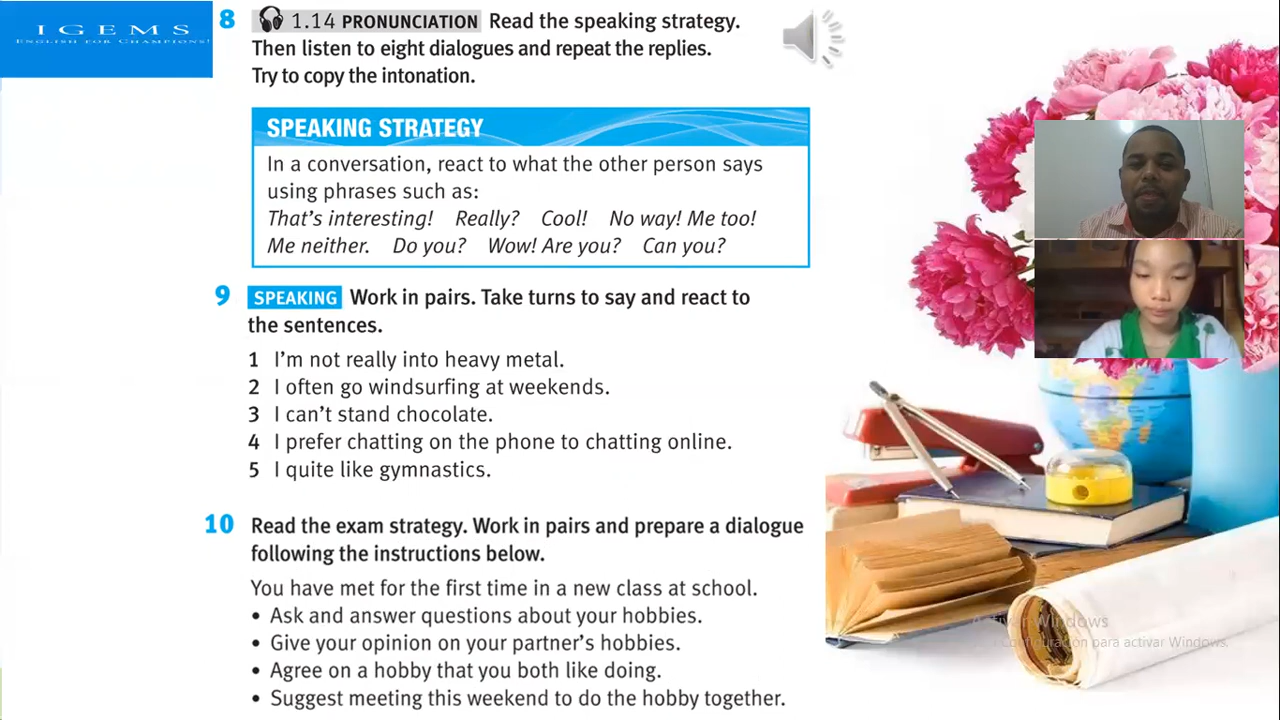 IGEMS
ENGLISH FOR CHAMPIONS!
8 1.14 PRONUNCIATION Read the speaking strategy.
Then listen to eight dialogues and repeat the replies.
Try to copy the intonation.
SPEAKING STRATEGY
In a conversation, react to what the other person says
using phrases such as:
That's interesting! Really? Cool! No way! Me too!
Me neither. Do you? Wow! Are you? Can you?
9 SPEAKING Work in pairs. Take turns to say and react to
the sentences.
1 I'm not really into heavy metal.
2 I often go windsurfing at weekends.
3 I can't stand chocolate.
4 I prefer chatting on the phone to chatting online.
5 I quite like gymnastics.
10 Read the exam strategy. Work in pairs and prepare a dialogue
following the instructions below.
You have met for the first time in a new class at school.
• Ask and answer questions about your hobbies.
• Give your opinion on your partner's hobbies.
• Agree on a hobby that you both like doing.
• Suggest meeting this weekend to do the hobby together.
Activar Windows
Configuración para activar Windows.